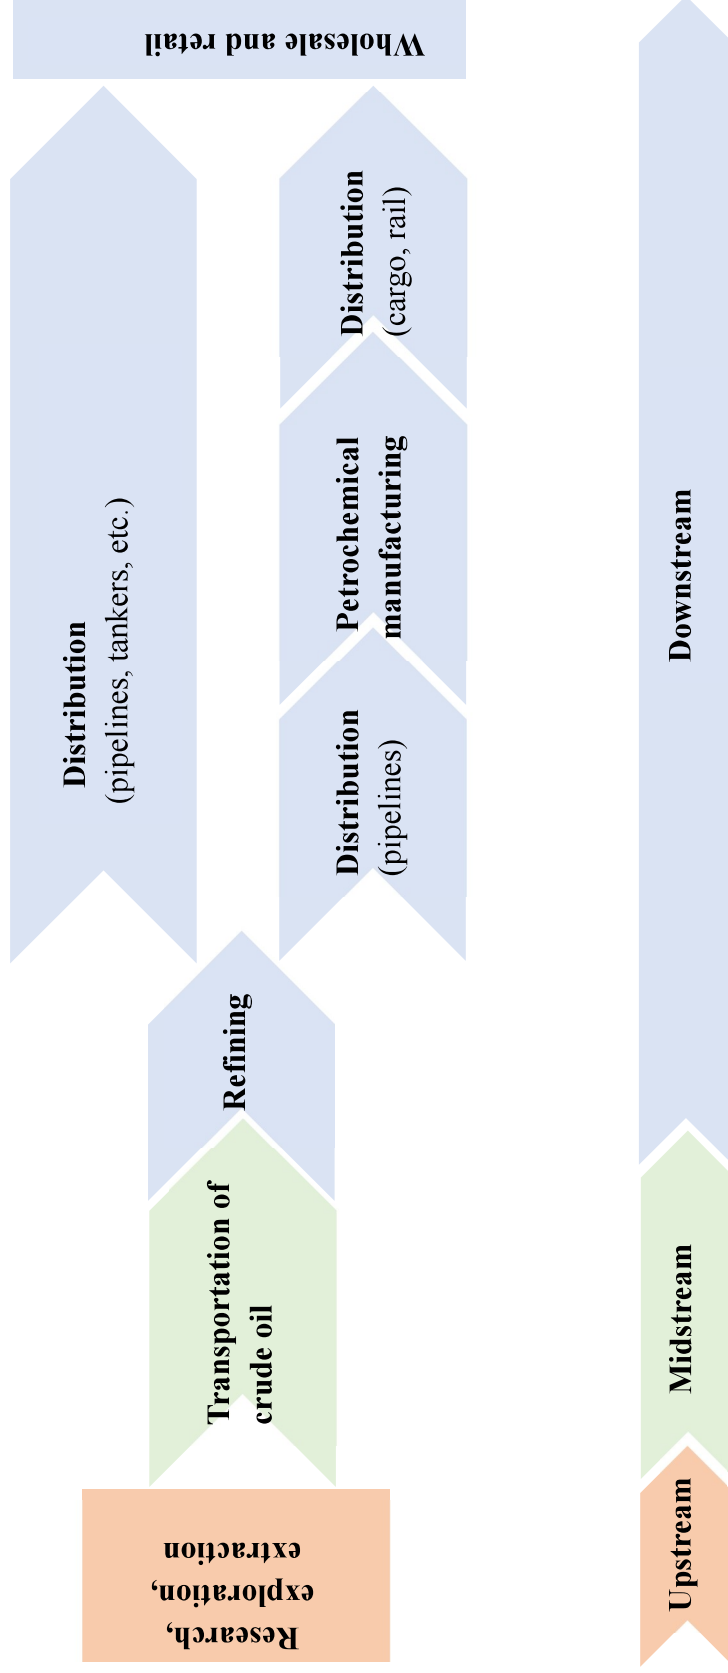 Research,
exploration,
extraction
Transportation of
crude oil
Refining
Distribution
(pipelines, tankers, etc.)
Distribution
(pipelines)
Petrochemical
manufacturing
Distribution
(cargo, rail)
Wholesale and retail
Upstream
Midstream
Downstream